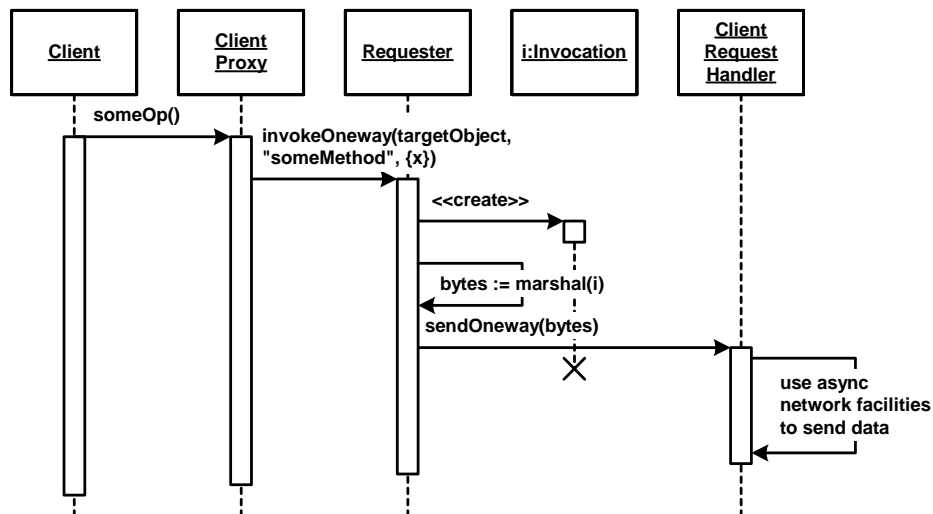 Client
Client
Proxy
Requester
i:Invocation
Client
Request
Handler
someOp()
invokeOneway(targetObject,
"someMethod", {x})
<<create>>
bytes := marshal(i)
sendOneway(bytes)
use async
network facilities
to send data